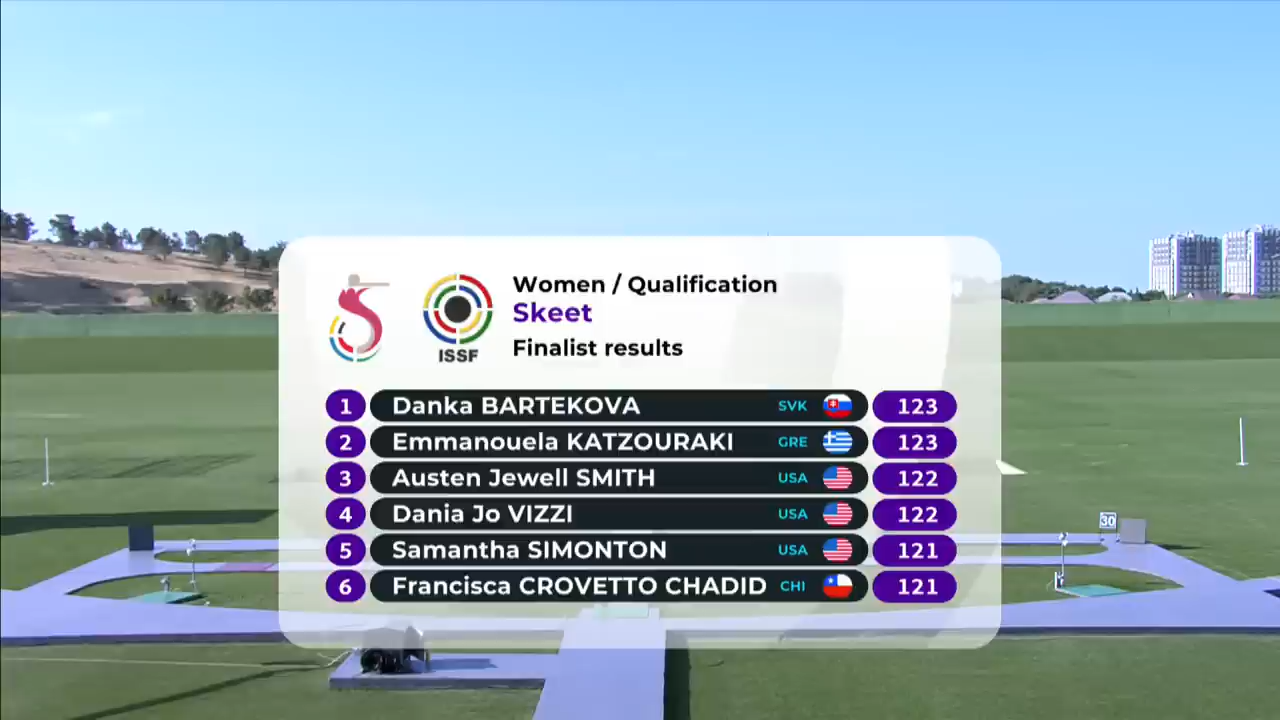 Women / Qualification
Skeet
Finalist results
ISSF
1 Danka BARTEKOVA SVK 123
2 Emmanouela KATZOURAKI GRE 123
3 Austen Jewell SMITH USA 122
4 Dania Jo VIZZI USA 122
5 Samantha SIMONTON USA 121
6 Francisca CROVETTO CHADID CHI 121
30